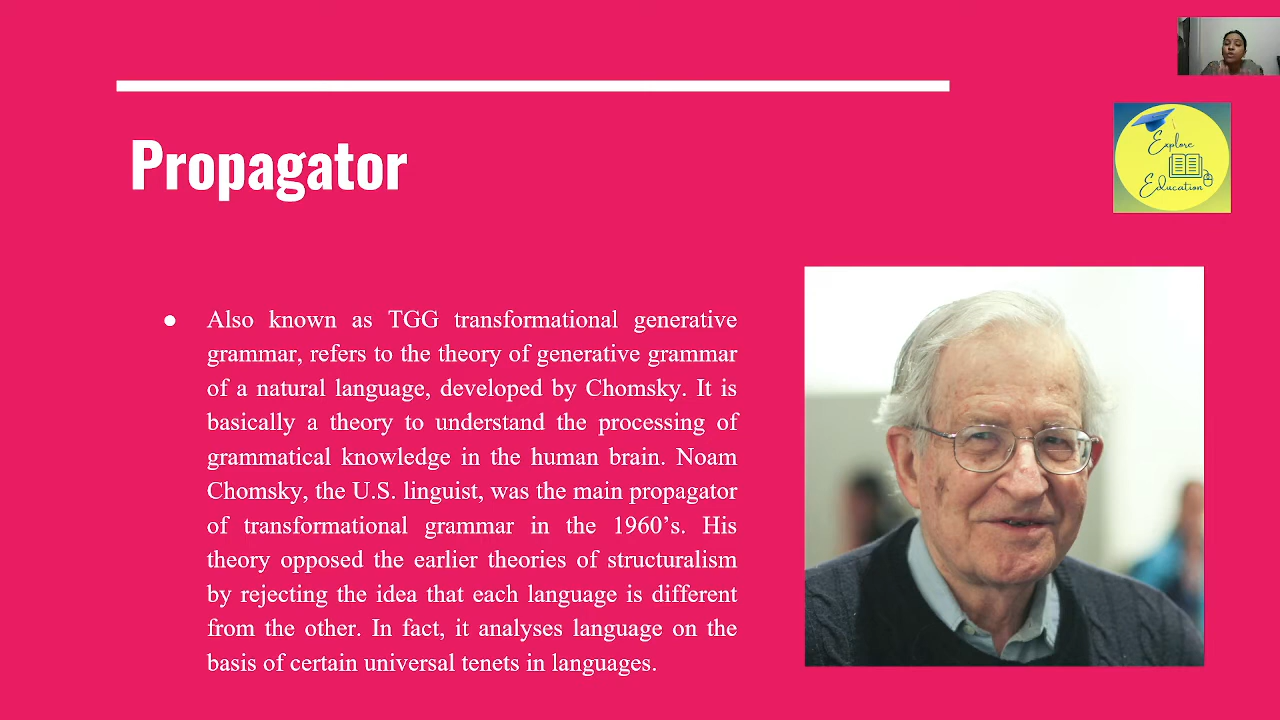 Propagator
Explore
Education
● Also known as TGG transformational generative
grammar, refers to the theory of generative grammar
of a natural language, developed by Chomsky. It is
basically a theory to understand the processing of
grammatical knowledge in the human brain. Noam
Chomsky, the U.S. linguist, was the main propagator
of transformational grammar in the 1960’s. His
theory opposed the earlier theories of structuralism
by rejecting the idea that each language is different
from the other. In fact, it analyses language on the
basis of certain universal tenets in languages.